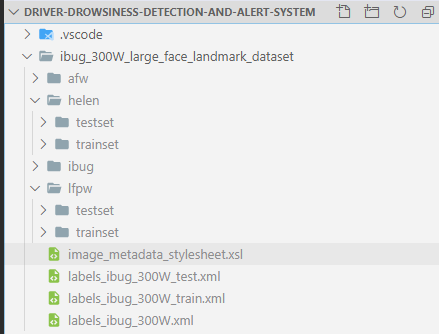 DRIVER-DROWSINESS-DETECTION-AND-ALERT-SYSTEM
.vscode
ibug_300W_large_face_landmark_dataset
afw
helen
testset
trainset
ibug
lfpw
testset
trainset
image_metadata_stylesheet.xsl
labels_ibug_300W_test.xml
labels_ibug_300W_train.xml
labels_ibug_300W.xml